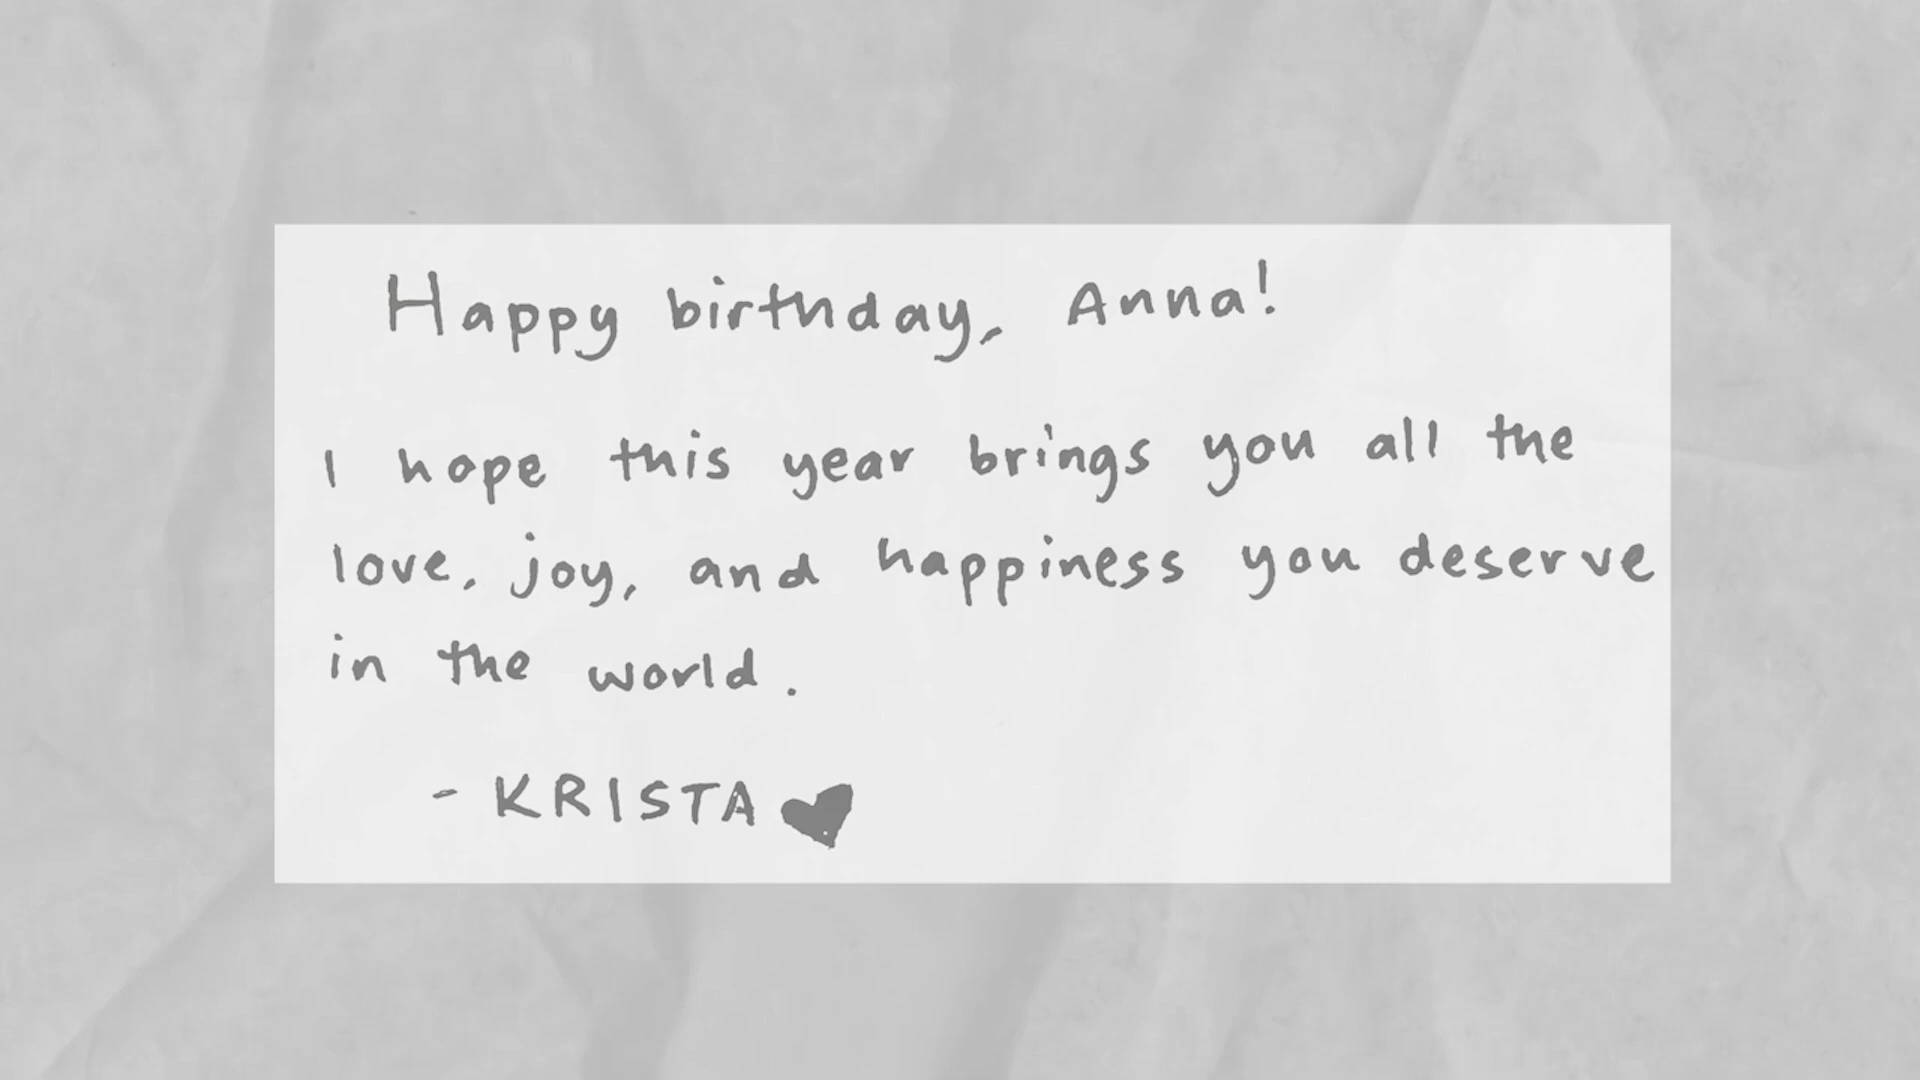 Happy birthday, Anna!
I hope this year brings you all the
love, joy, and happiness you deserve
in the world.
- KRISTA ♥